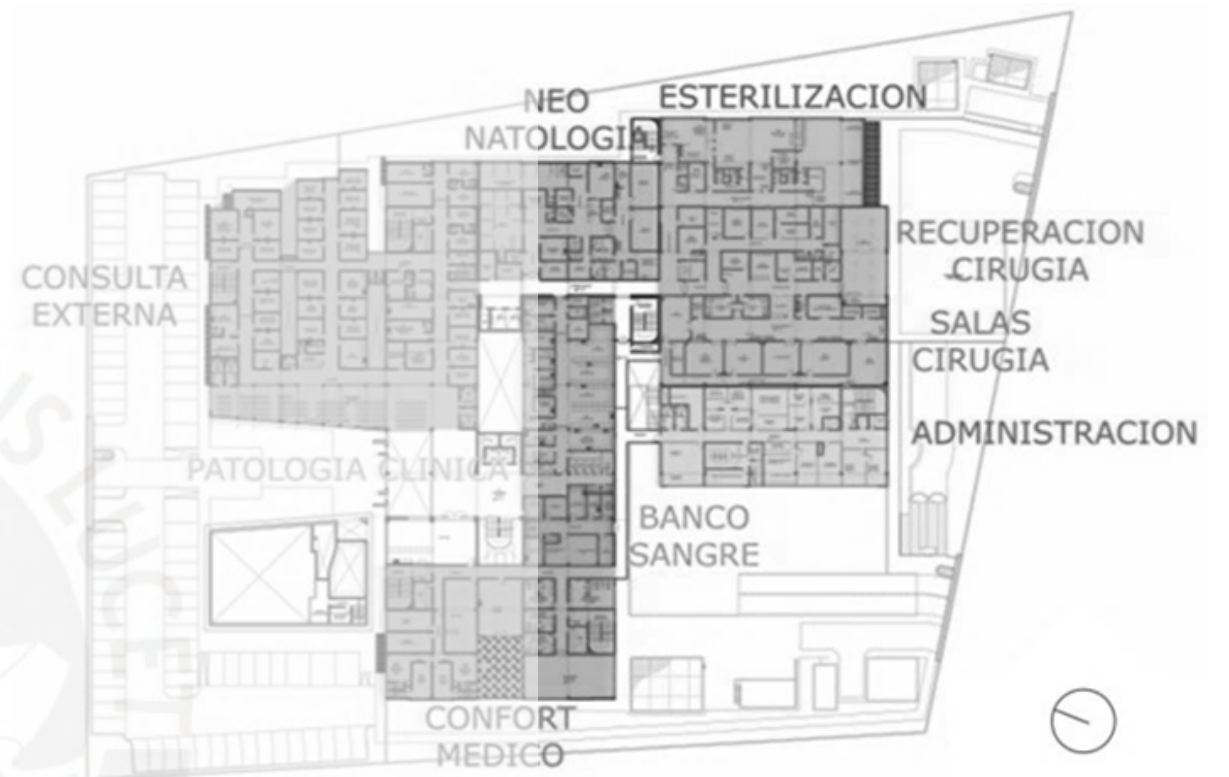 NEO
NATOLOGIA
ESTERILIZACION
RECUPERACION
CIRUGIA
CONSULTA
EXTERNA
SALAS
CIRUGIA
ADMINISTRACION
PATOLOGIA CLINICA
BANCO
SANGRE
CONFORT
MEDICO